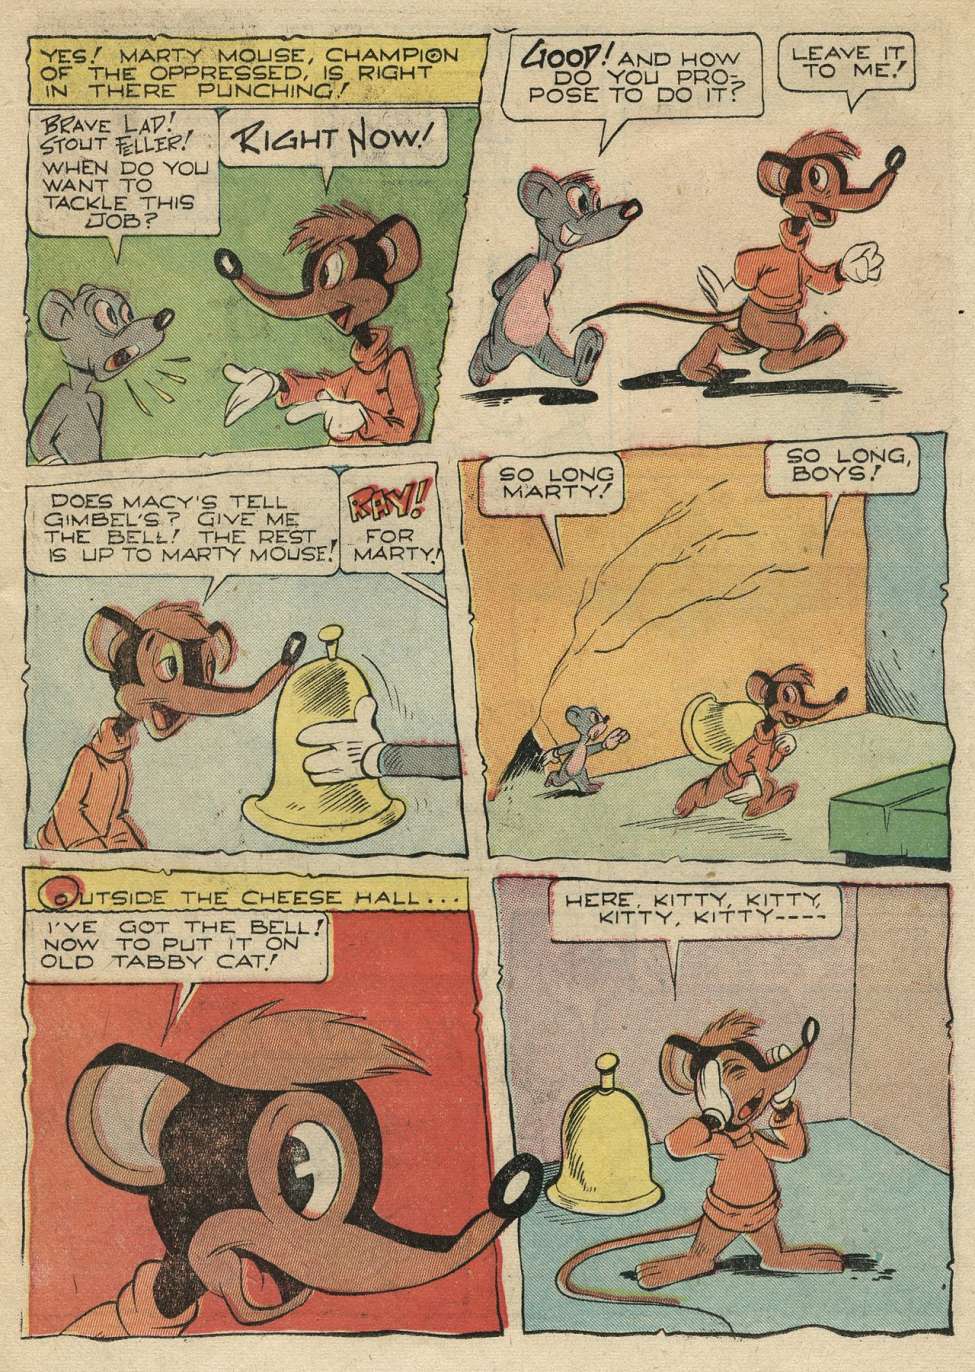 YES! MARTY MOUSE, CHAMPION
OF THE OPPRESSED, IS RIGHT
IN THERE PUNCHING!
BRAVE LAD!
STOUT FELLER!
WHEN DO YOU
WANT TO
TACKLE THIS
JOB?
RIGHT NOW!
GOOD! AND HOW
DO YOU PRO-
POSE TO DO IT?
LEAVE IT
TO ME!
DOES MACY'S TELL
GIMBEL'S? GIVE ME
THE BELL! THE REST
IS UP TO MARTY MOUSE!
RAY!
FOR
MARTY!
SO LONG
MARTY!
SO LONG,
BOYS!
OUTSIDE THE CHEESE HALL...
I'VE GOT THE BELL!
NOW TO PUT IT ON
OLD TABBY CAT!
HERE, KITTY, KITTY,
KITTY, KITTY----